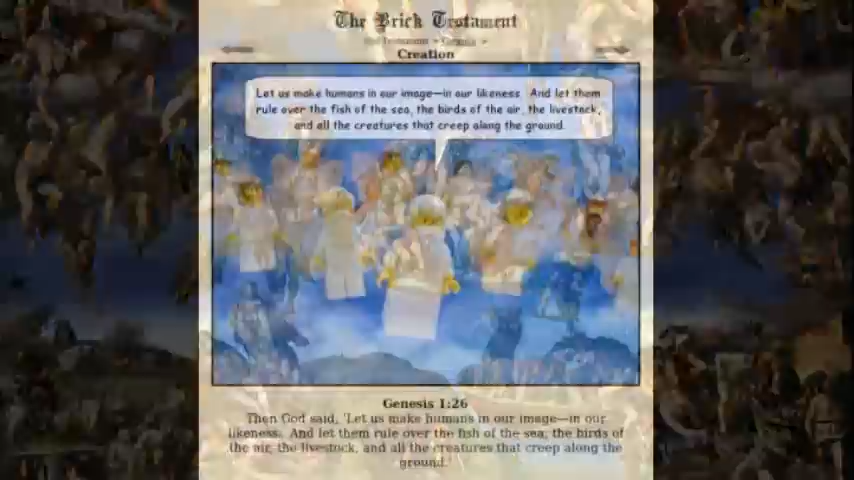 The Brick Testament
Creation
Let us make humans in our image—in our likeness. And let them
rule over the fish of the sea, the birds of the air, the livestock,
and all the creatures that creep along the ground.
Genesis 1:26
Then God said, 'Let us make humans in our image—in our
likeness. And let them rule over the fish of the sea, the birds of
the air, the livestock, and all the creatures that creep along the
ground.'